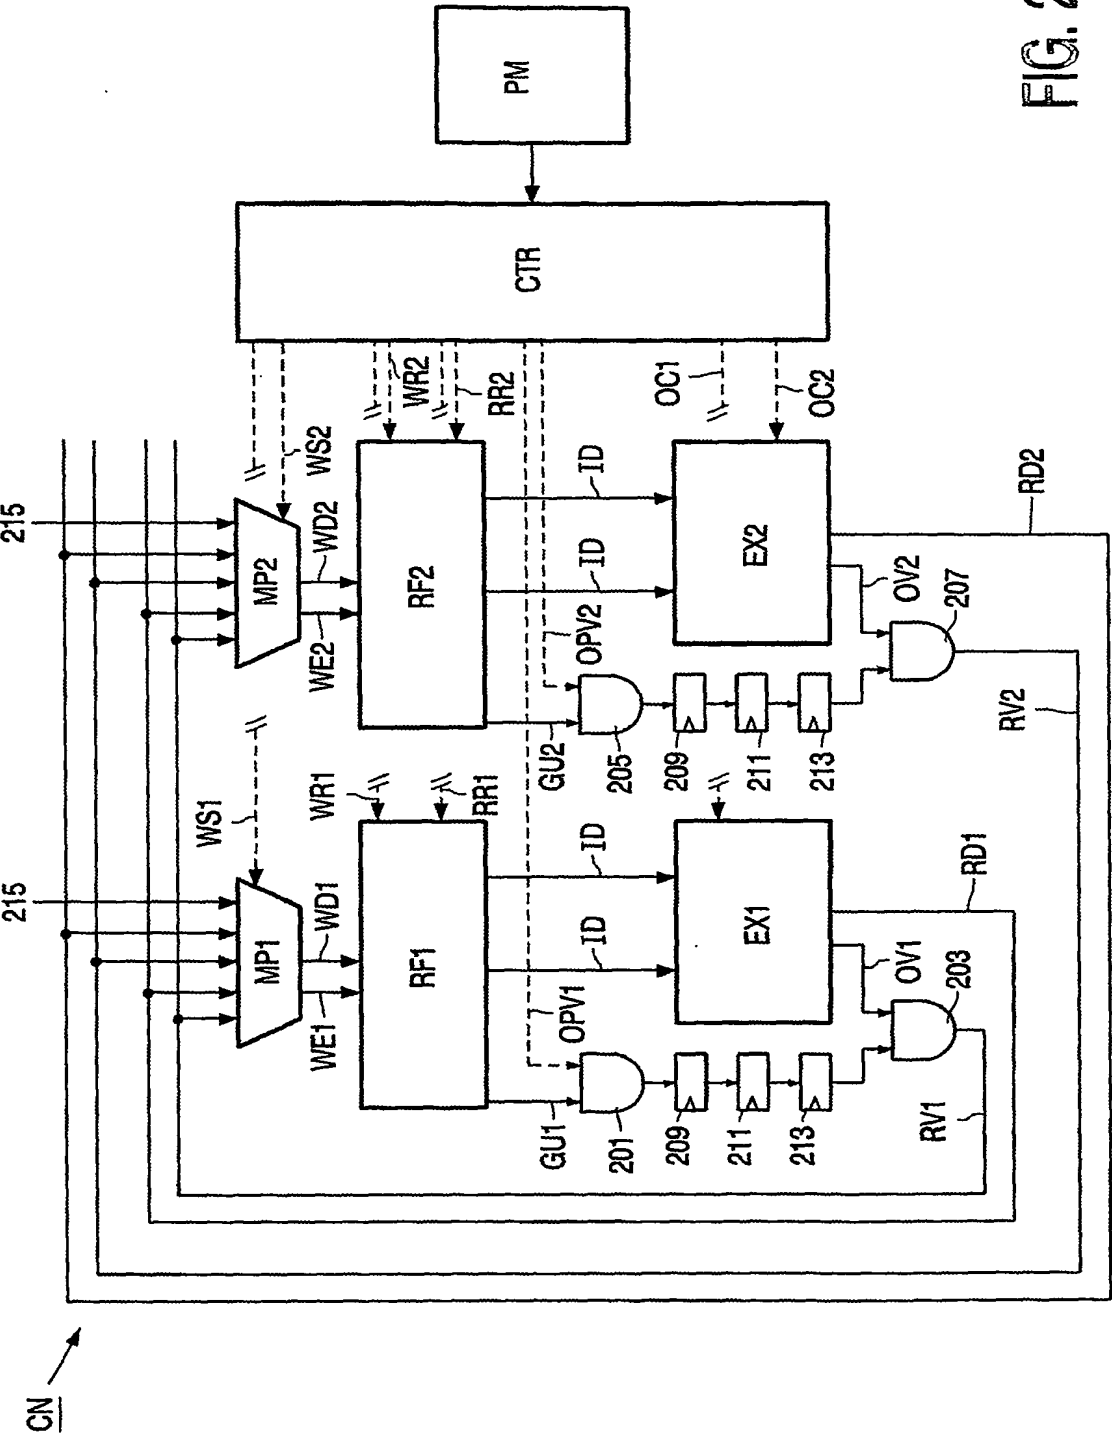 CN
215
215
MP1
WS1
MP2
WS2
WE1
WD1
WE2
WD2
RF1
WR1
RR1
RF2
WR2
RR2
CTR
PM
GU1
OPV1
ID
ID
GU2
OPV2
ID
ID
201
205
209
211
213
EX1
209
211
213
EX2
OC1
OC2
OV1
203
RD1
RV1
OV2
207
RD2
RV2
FIG. 2